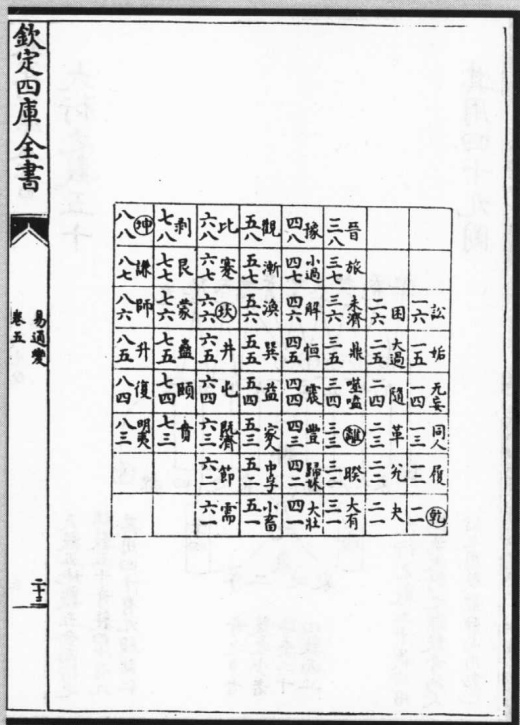 訟一六 姤一五 无妄一四 同人一三 履一二 乾一一
困二六 大過二五 隨二四 革二三 兌二二 夬二一
晉三八 旅三七 未濟三六 鼎三五 噬嗑三四 離三三 睽三二 大有三一
豫四八 小過四七 解四六 恒四五 震四四 豐四三 歸妹四二 大壯四一
觀五八 漸五七 渙五六 巽五五 益五四 家人五三 中孚五二 小畜五一
比六八 蹇六七 坎六六 井六五 屯六四 既濟六三 節六二 需六一
剥七八 艮七七 蒙七六 蠱七五 頤七四 賁七三
坤八八 謙八七 師八六 升八五 復八四 明夷八三
欽定四庫全書
易通變
卷五
二十三